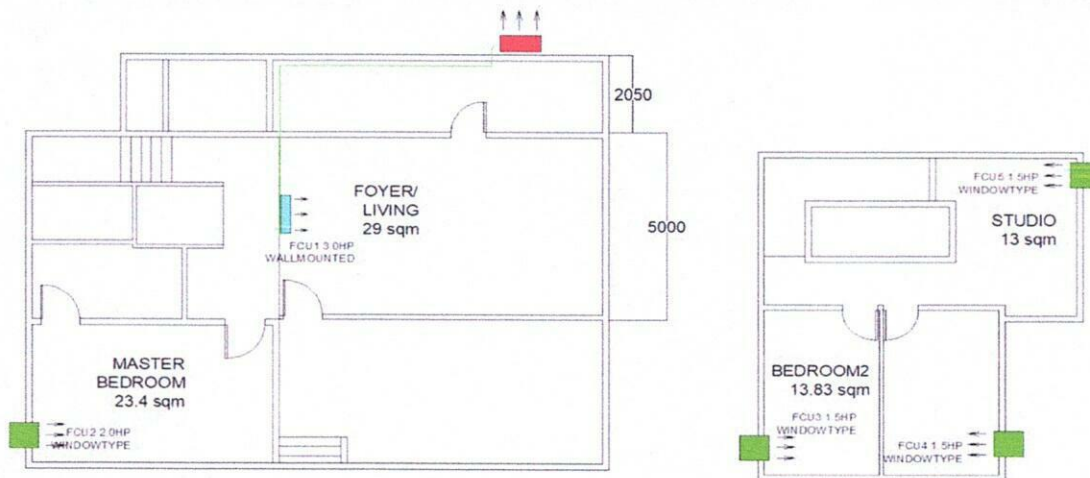 2050
FOYER/
LIVING
29 sqm
5000
FCU1 3.0HP
WALLMOUNTED
MASTER
BEDROOM
23.4 sqm
FCU2 2.0HP
WINDOWTYPE
FCU5 1.5HP
WINDOWTYPE
STUDIO
13 sqm
BEDROOM2
13.83 sqm
FCU3 1.5HP
WINDOWTYPE
FCU4 1.5HP
WINDOWTYPE